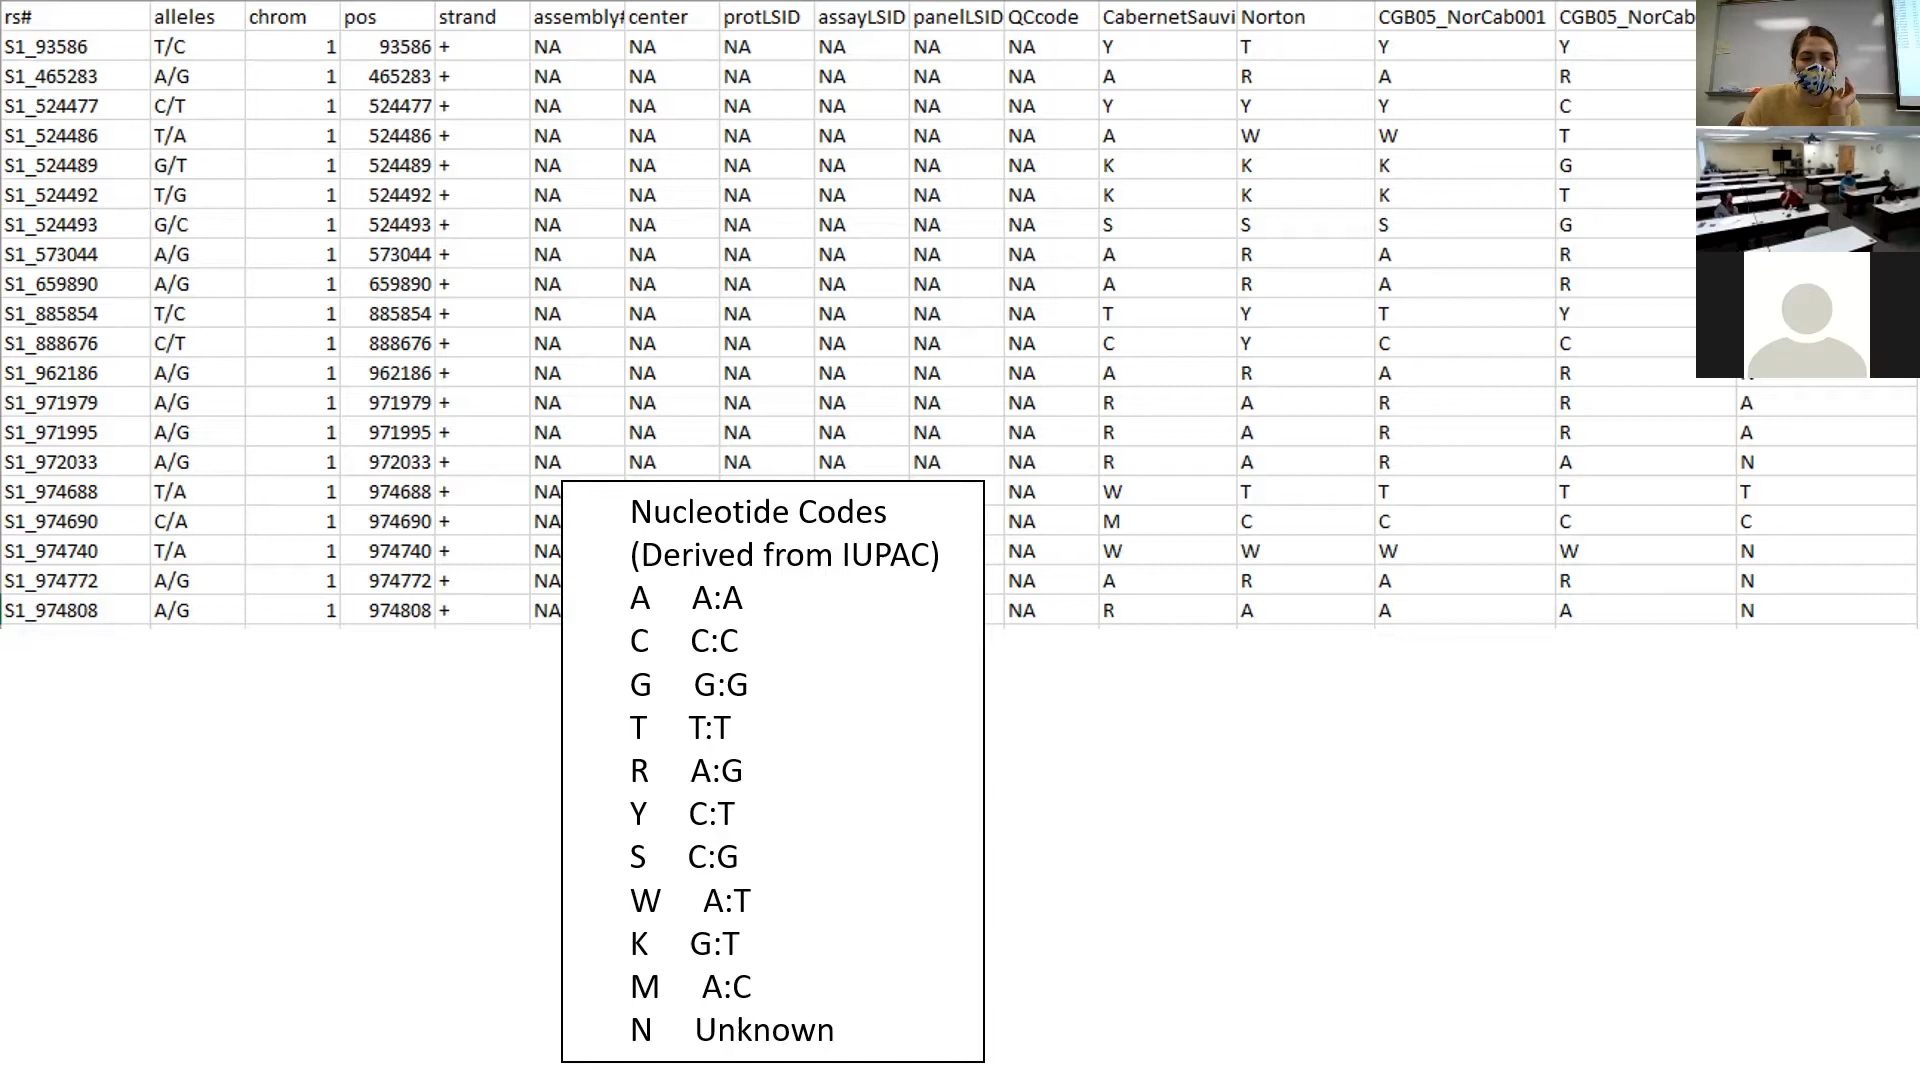 rs# alleles chrom pos strand assembly# center protLSID assayLSID panelLSID QCcode CabernetSauvi Norton CGB05_NorCab001 CGB05_NorCab
S1_93586 T/C 1 93586 + NA NA NA NA NA NA Y T Y Y
S1_465283 A/G 1 465283 + NA NA NA NA NA NA A R A R
S1_524477 C/T 1 524477 + NA NA NA NA NA NA Y Y Y C
S1_524486 T/A 1 524486 + NA NA NA NA NA NA A W W T
S1_524489 G/T 1 524489 + NA NA NA NA NA NA K K K G
S1_524492 T/G 1 524492 + NA NA NA NA NA NA K K K T
S1_524493 G/C 1 524493 + NA NA NA NA NA NA S S S G
S1_573044 A/G 1 573044 + NA NA NA NA NA NA A R A R
S1_659890 A/G 1 659890 + NA NA NA NA NA NA A R A R
S1_885854 T/C 1 885854 + NA NA NA NA NA NA T Y T Y
S1_888676 C/T 1 888676 + NA NA NA NA NA NA C Y C C
S1_962186 A/G 1 962186 + NA NA NA NA NA NA A R A R
S1_971979 A/G 1 971979 + NA NA NA NA NA NA R A R R A
S1_971995 A/G 1 971995 + NA NA NA NA NA NA R A R R A
S1_972033 A/G 1 972033 + NA NA NA NA NA NA R A R A N
S1_974688 T/A 1 974688 + NA NA W T T T T
S1_974690 C/A 1 974690 + NA NA M C C C C
S1_974740 T/A 1 974740 + NA NA W W W W N
S1_974772 A/G 1 974772 + NA NA A R A R N
S1_974808 A/G 1 974808 + NA NA R A A A N
Nucleotide Codes
(Derived from IUPAC)
A A:A
C C:C
G G:G
T T:T
R A:G
Y C:T
S C:G
W A:T
K G:T
M A:C
N Unknown